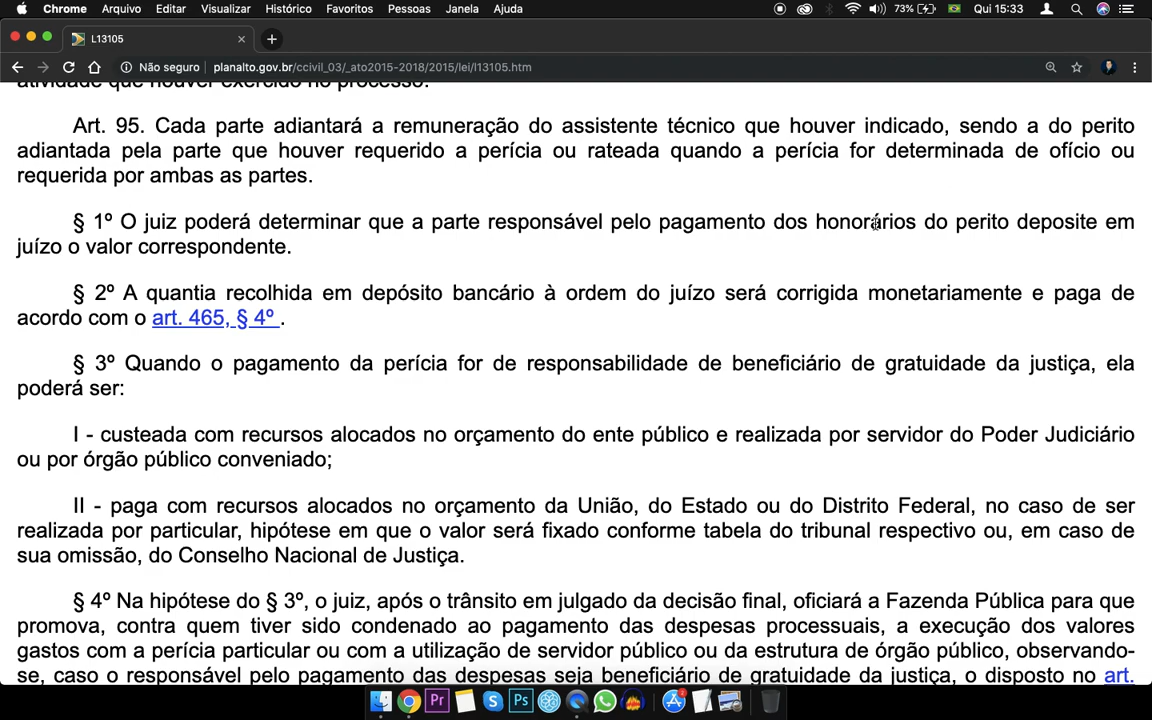 Chrome Arquivo Editar Visualizar Histórico Favoritos Pessoas Janela Ajuda 73% Qui 15:33
L13105
Não seguro planalto.gov.br/ccivil_03/_ato2015-2018/2015/lei/l13105.htm
atividade que houver exercido no processo.
Art. 95. Cada parte adiantará a remuneração do assistente técnico que houver indicado, sendo a do perito
adiantada pela parte que houver requerido a perícia ou rateada quando a perícia for determinada de ofício ou
requerida por ambas as partes.
§ 1º O juiz poderá determinar que a parte responsável pelo pagamento dos honorários do perito deposite em
juízo o valor correspondente.
§ 2º A quantia recolhida em depósito bancário à ordem do juízo será corrigida monetariamente e paga de
acordo com o art. 465, § 4º .
§ 3º Quando o pagamento da perícia for de responsabilidade de beneficiário de gratuidade da justiça, ela
poderá ser:
I - custeada com recursos alocados no orçamento do ente público e realizada por servidor do Poder Judiciário
ou por órgão público conveniado;
II - paga com recursos alocados no orçamento da União, do Estado ou do Distrito Federal, no caso de ser
realizada por particular, hipótese em que o valor será fixado conforme tabela do tribunal respectivo ou, em caso de
sua omissão, do Conselho Nacional de Justiça.
§ 4º Na hipótese do § 3º, o juiz, após o trânsito em julgado da decisão final, oficiará a Fazenda Pública para que
promova, contra quem tiver sido condenado ao pagamento das despesas processuais, a execução dos valores
gastos com a perícia particular ou com a utilização de servidor público ou da estrutura de órgão público, observando-
se, caso o responsável pelo pagamento das despesas seja beneficiário de gratuidade da justiça, o disposto no art.
Pr Ps